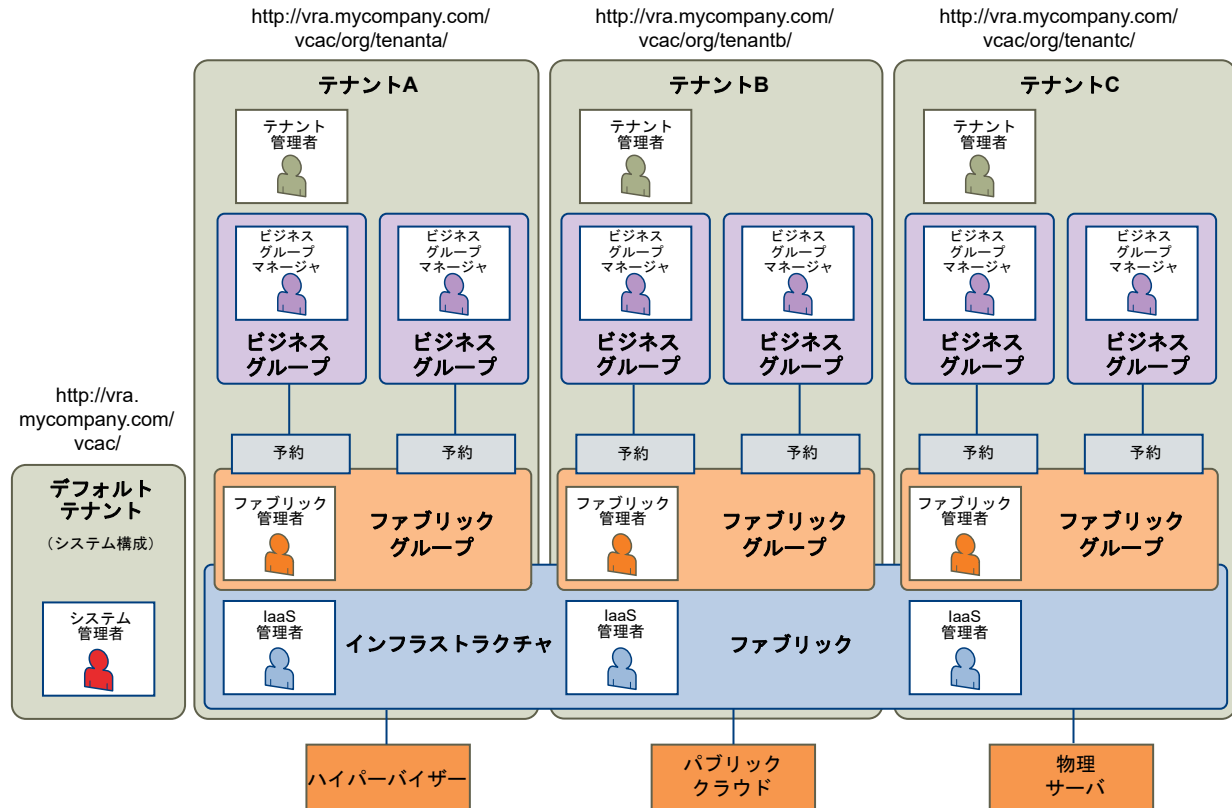 http://vra.mycompany.com/
vcac/org/tenanta/
http://vra.mycompany.com/
vcac/org/tenantb/
http://vra.mycompany.com/
vcac/org/tenantc/
テナントA
テナントB
テナントC
テナント
管理者
テナント
管理者
テナント
管理者
ビジネス
グループ
マネージャ
ビジネス
グループ
マネージャ
ビジネス
グループ
マネージャ
ビジネス
グループ
マネージャ
ビジネス
グループ
マネージャ
ビジネス
グループ
マネージャ
ビジネス
グループ
ビジネス
グループ
ビジネス
グループ
ビジネス
グループ
ビジネス
グループ
ビジネス
グループ
http://vra.
mycompany.com/
vcac/
予約
予約
予約
予約
予約
予約
デフォルト
テナント
（システム構成）
システム
管理者
ファブリック
管理者
ファブリック
グループ
ファブリック
管理者
ファブリック
グループ
ファブリック
管理者
ファブリック
グループ
IaaS
管理者
インフラストラクチャ
IaaS
管理者
ファブリック
IaaS
管理者
ハイパーバイザー
パブリック
クラウド
物理
サーバ